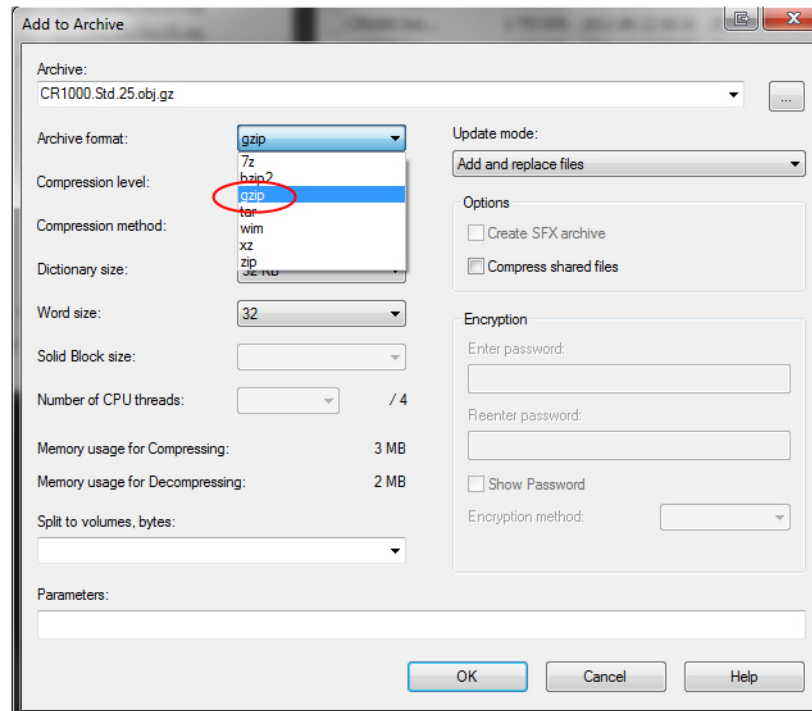 Add to Archive
Archive:
CR1000.Std.25.obj.gz
...
Archive format:
gzip
7z
bzip2
gzip
tar
wim
xz
zip
Compression level:
Compression method:
Dictionary size:
32 KB
Word size:
32
Solid Block size:
Number of CPU threads:
/ 4
Memory usage for Compressing:
3 MB
Memory usage for Decompressing:
2 MB
Split to volumes, bytes:
Update mode:
Add and replace files
Options
Create SFX archive
Compress shared files
Encryption
Enter password:
Reenter password:
Show Password
Encryption method:
Parameters:
OK
Cancel
Help